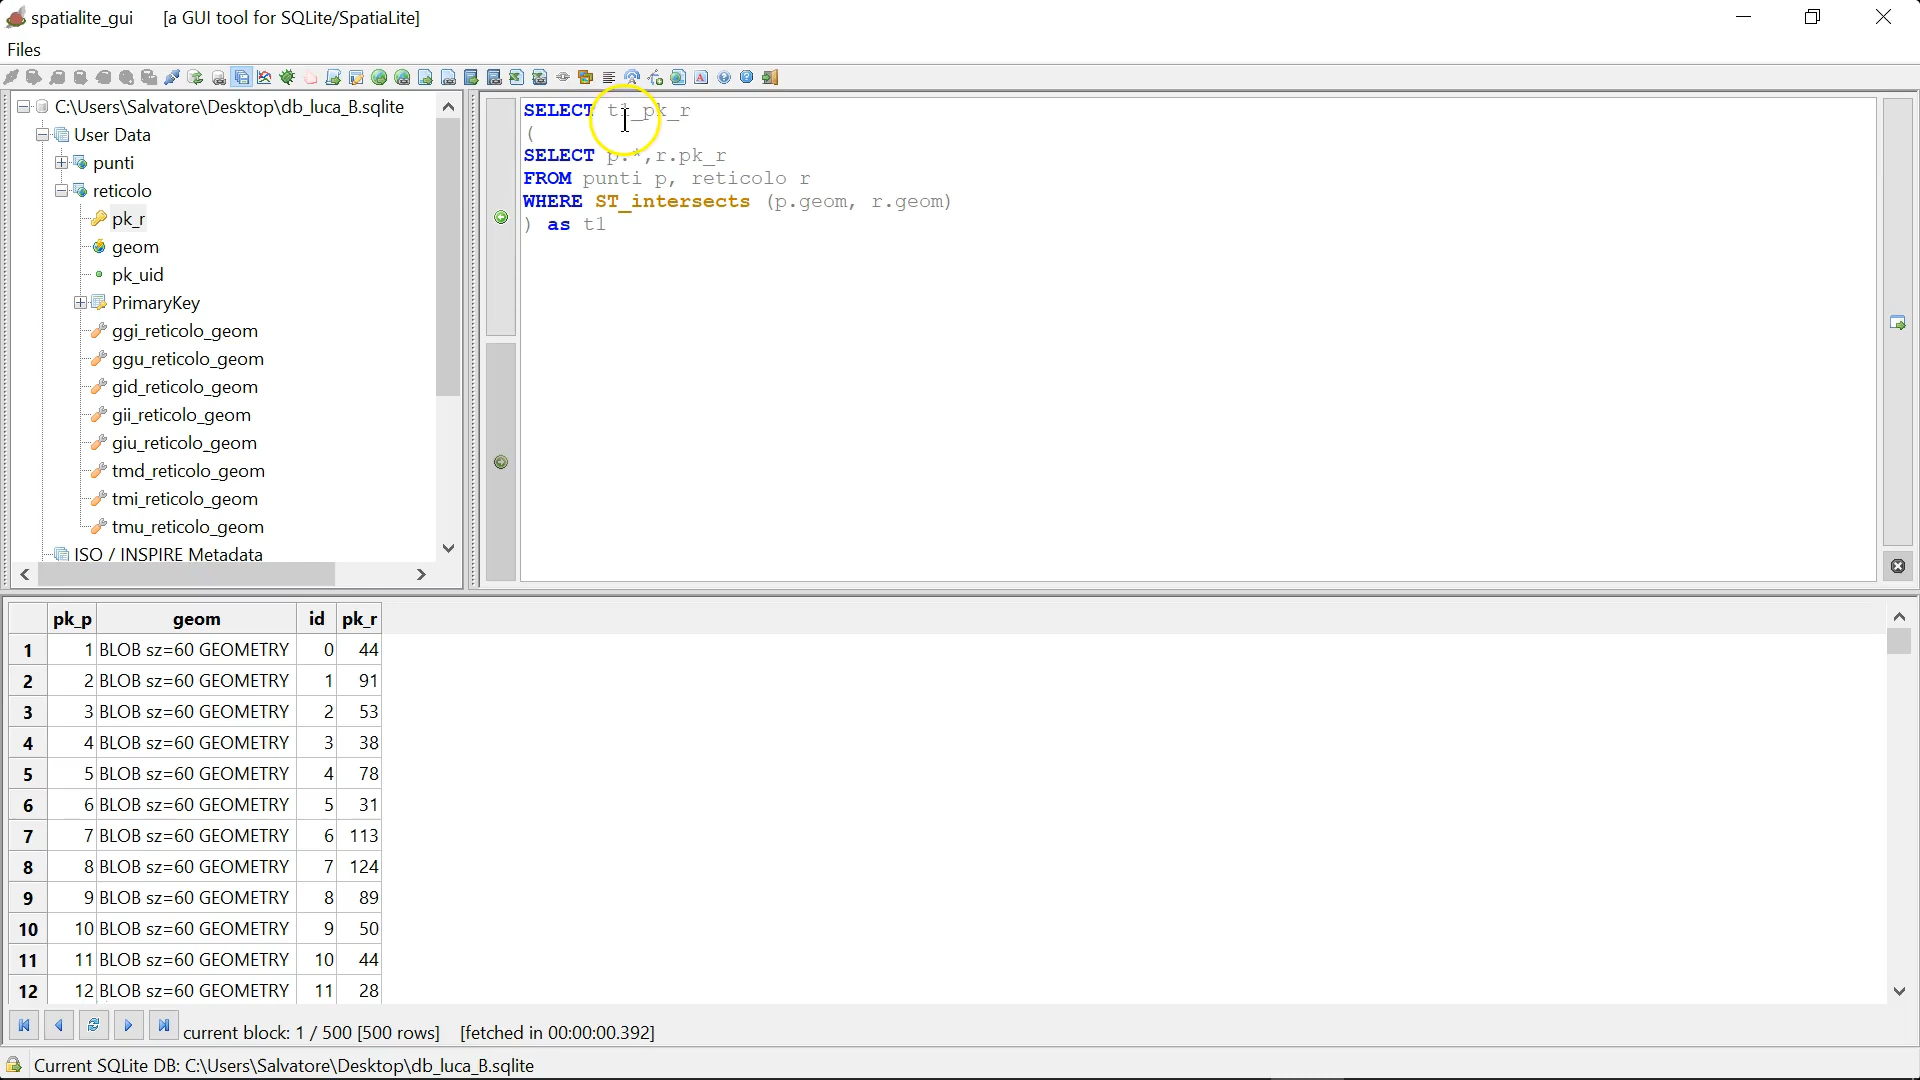 spatialite_gui [a GUI tool for SQLite/SpatiaLite]
Files
C:\Users\Salvatore\Desktop\db_luca_B.sqlite
User Data
punti
reticolo
pk_r
geom
pk_uid
PrimaryKey
ggi_reticolo_geom
ggu_reticolo_geom
gid_reticolo_geom
gii_reticolo_geom
giu_reticolo_geom
tmd_reticolo_geom
tmi_reticolo_geom
tmu_reticolo_geom
ISO / INSPIRE Metadata
SELECT t1_pk_r
(
SELECT p.*,r.pk_r
FROM punti p, reticolo r
WHERE ST_intersects (p.geom, r.geom)
) as t1
pk_p geom id pk_r
1 1 BLOB sz=60 GEOMETRY 0 44
2 2 BLOB sz=60 GEOMETRY 1 91
3 3 BLOB sz=60 GEOMETRY 2 53
4 4 BLOB sz=60 GEOMETRY 3 38
5 5 BLOB sz=60 GEOMETRY 4 78
6 6 BLOB sz=60 GEOMETRY 5 31
7 7 BLOB sz=60 GEOMETRY 6 113
8 8 BLOB sz=60 GEOMETRY 7 124
9 9 BLOB sz=60 GEOMETRY 8 89
10 10 BLOB sz=60 GEOMETRY 9 50
11 11 BLOB sz=60 GEOMETRY 10 44
12 12 BLOB sz=60 GEOMETRY 11 28
current block: 1 / 500 [500 rows] [fetched in 00:00:00.392]
Current SQLite DB: C:\Users\Salvatore\Desktop\db_luca_B.sqlite